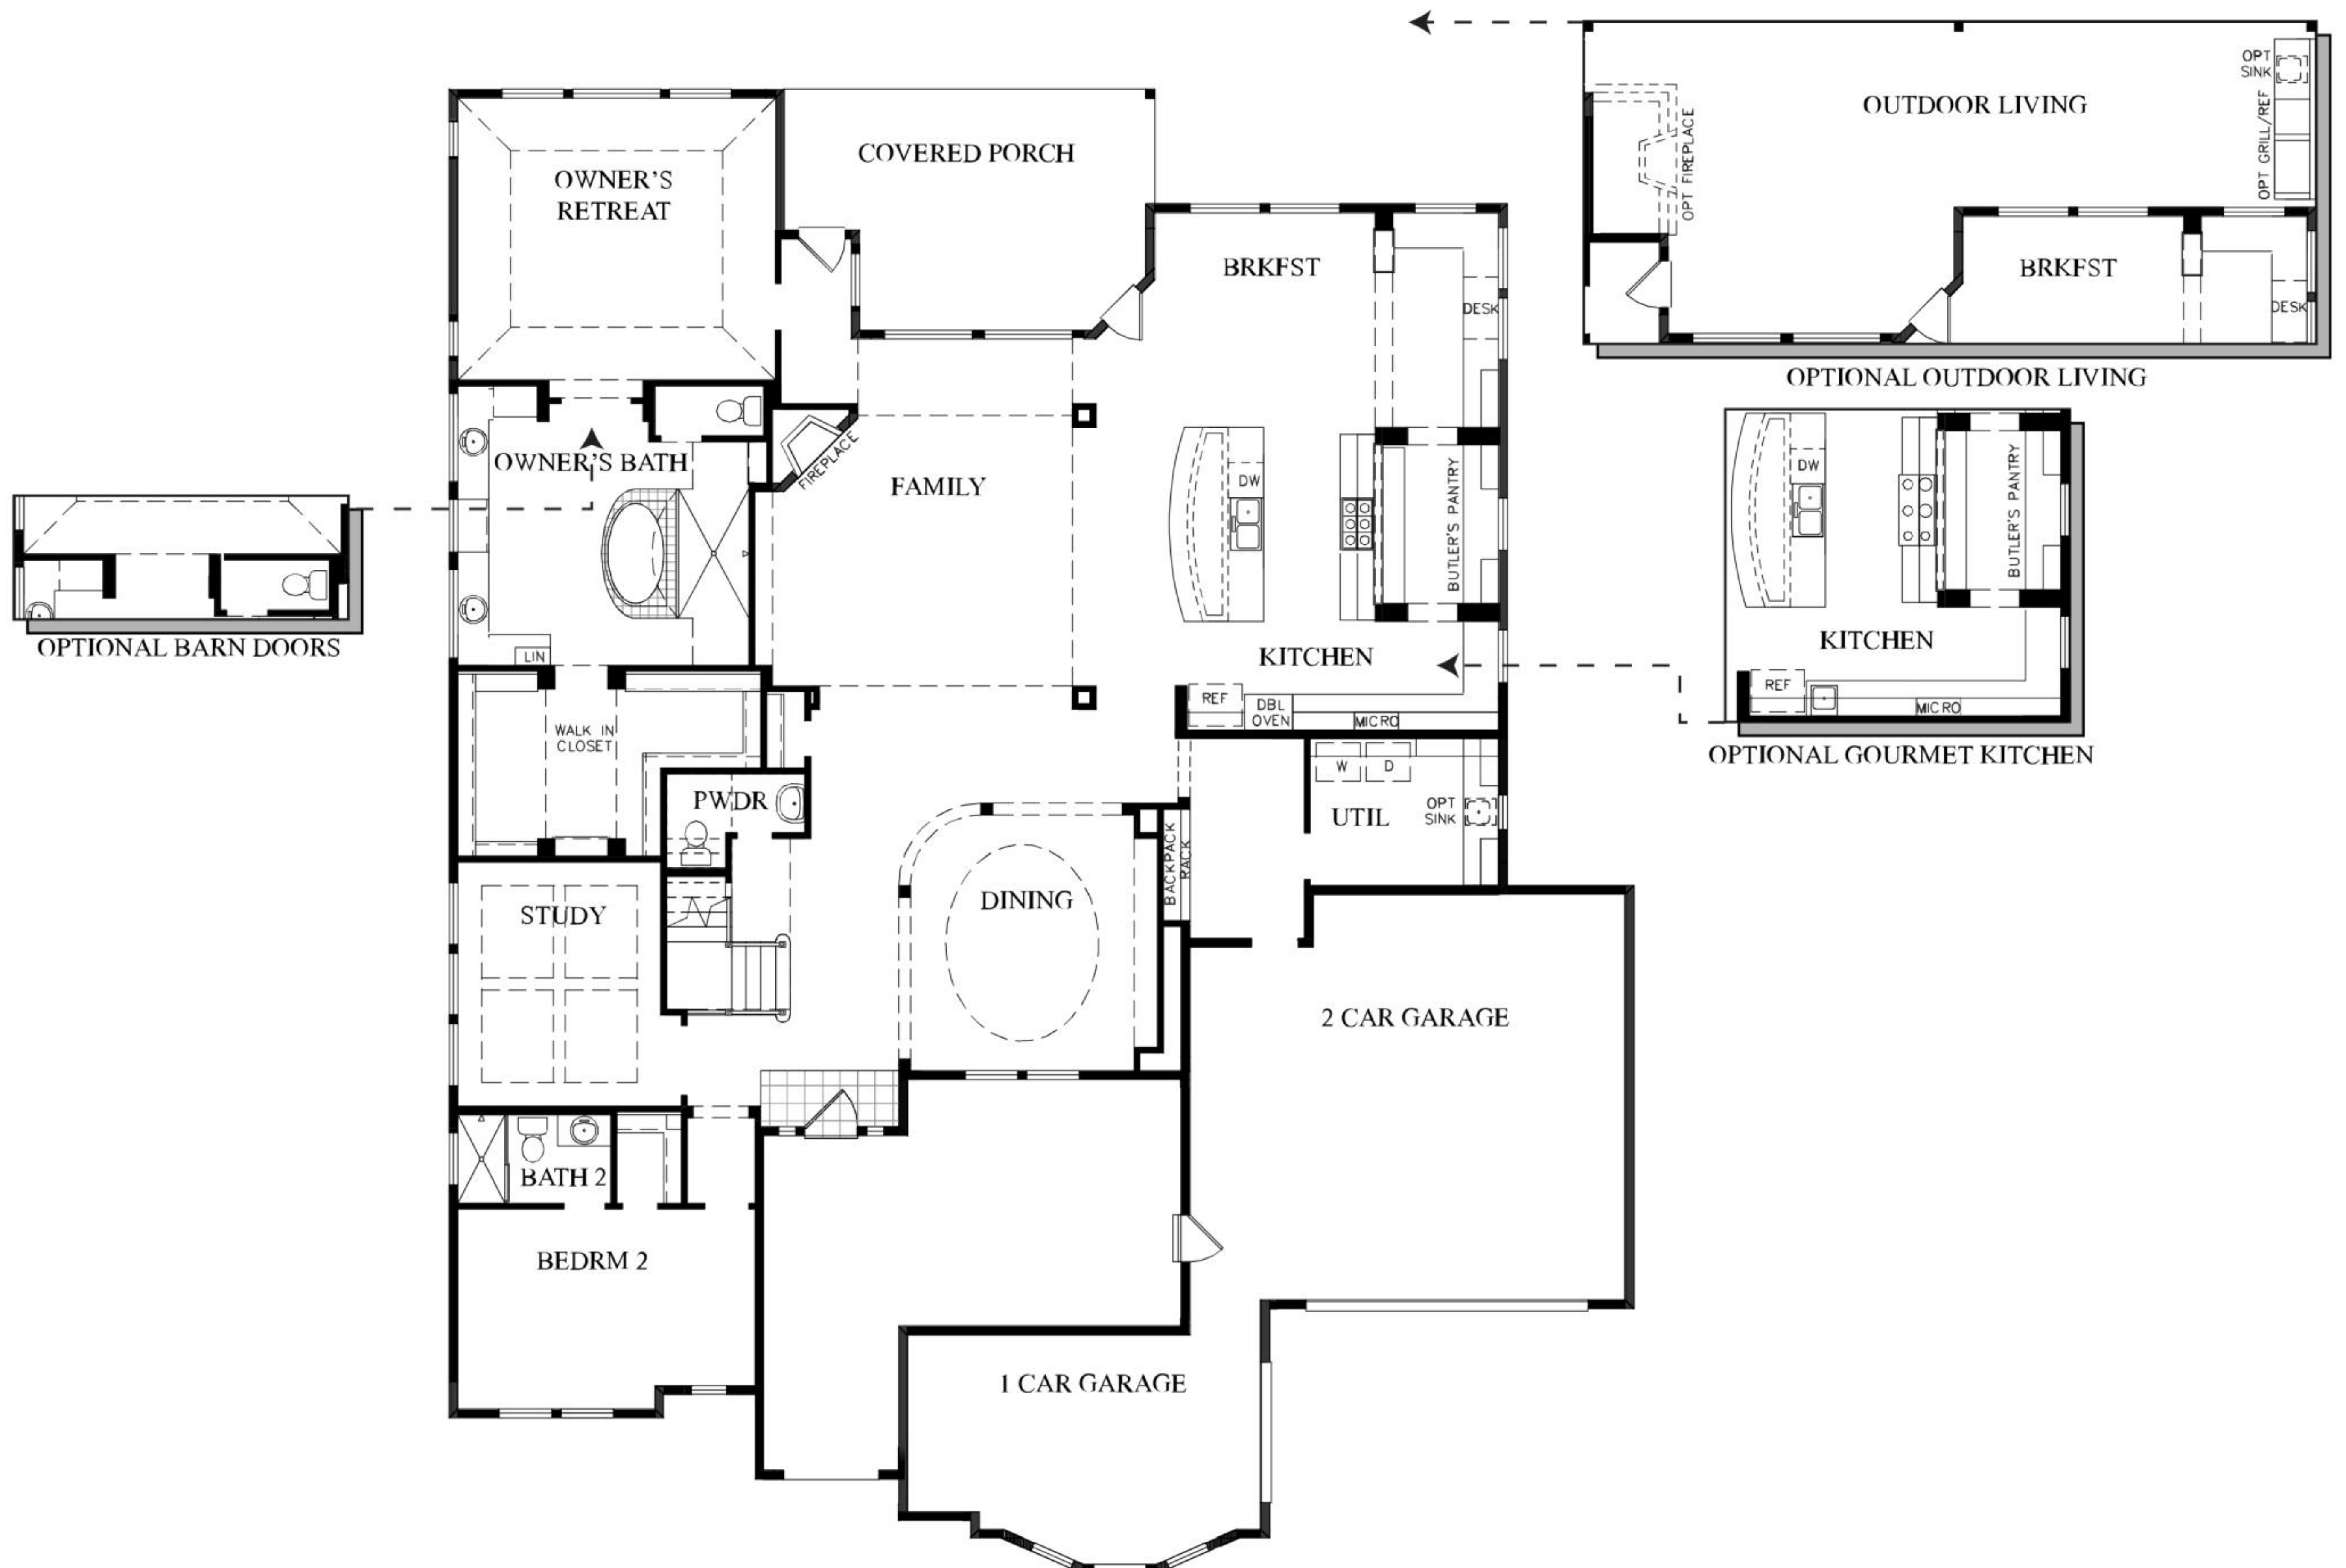 OWNER'S
RETREAT
COVERED PORCH
BRKFST
DESK
OUTDOOR LIVING
OPT
SINK
OPT GRILL/REF
OPT FIREPLACE
BRKFST
DESK
OPTIONAL OUTDOOR LIVING
OWNER'S BATH
FIREPLACE
FAMILY
DW
BUTLER'S PANTRY
KITCHEN
REF
DBL
OVEN
MICRO
DW
BUTLER'S PANTRY
KITCHEN
REF
MICRO
OPTIONAL GOURMET KITCHEN
OPTIONAL BARN DOORS
LIN
WALK IN
CLOSET
PWDR
W
D
UTIL
OPT
SINK
BACKPACK
RACK
STUDY
DINING
2 CAR GARAGE
BATH 2
BEDRM 2
1 CAR GARAGE